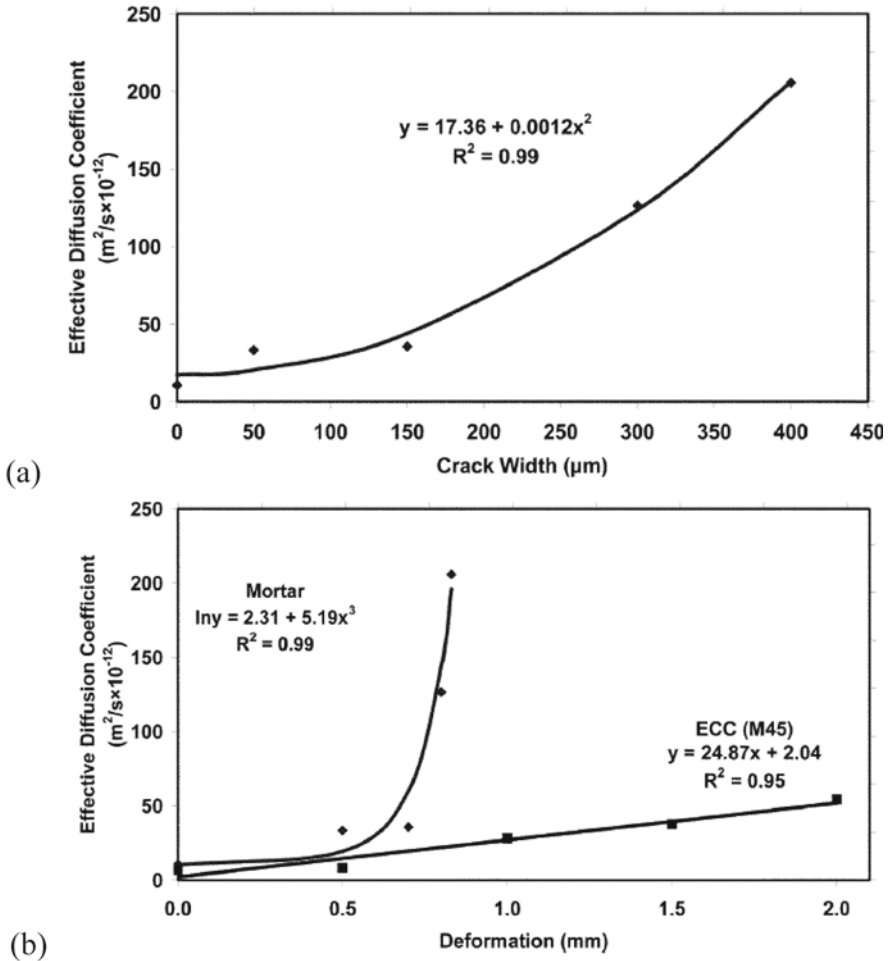 250
200
150
100
50
0
Effective Diffusion Coefficient
(m²/s×10⁻¹²)
y = 17.36 + 0.0012x²
R² = 0.99
0 50 100 150 200 250 300 350 400 450
Crack Width (µm)
(a)
250
200
150
100
50
0
Effective Diffusion Coefficient
(m²/s×10⁻¹²)
Mortar
lny = 2.31 + 5.19x³
R² = 0.99
ECC (M45)
y = 24.87x + 2.04
R² = 0.95
0.0 0.5 1.0 1.5 2.0
Deformation (mm)
(b)